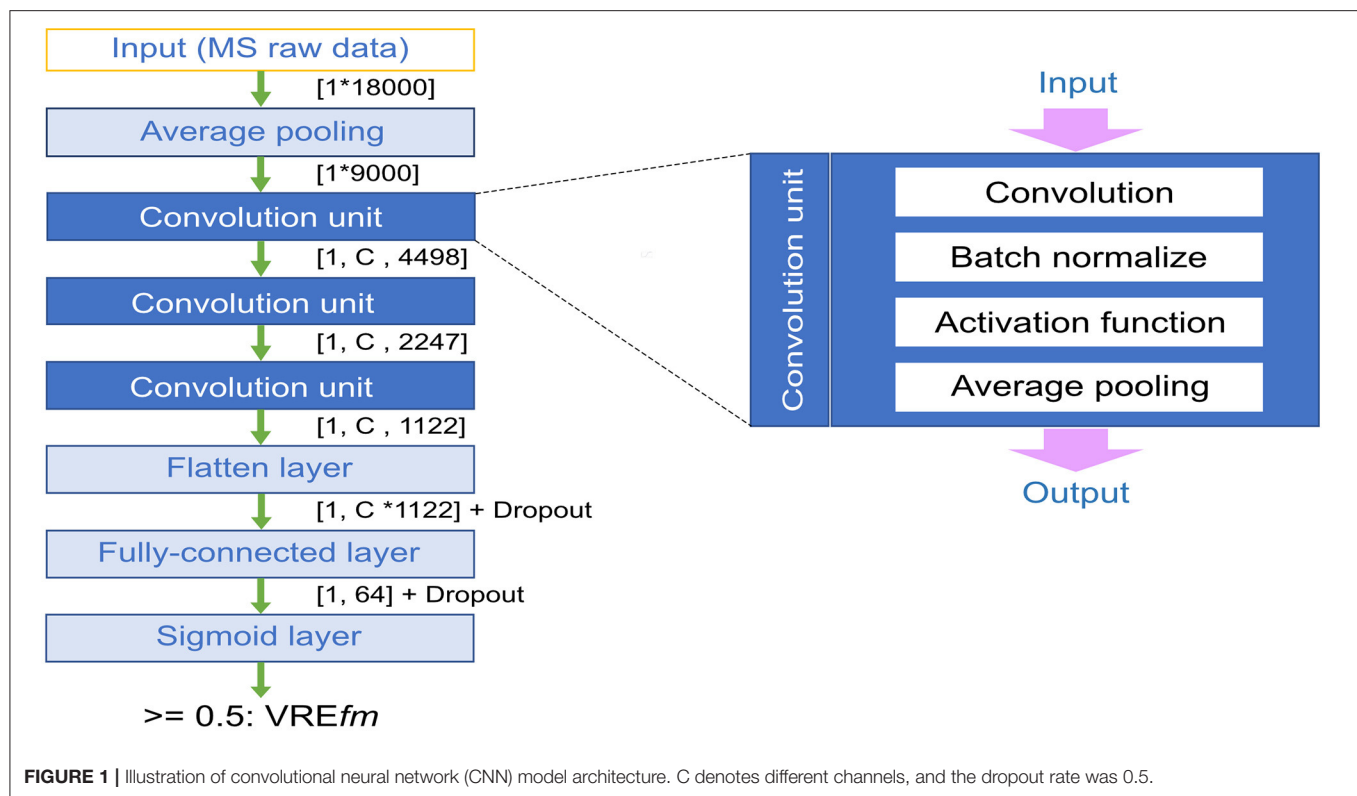 Input (MS raw data)
[1*18000]
Average pooling
[1*9000]
Convolution unit
[1, C , 4498]
Convolution unit
[1, C , 2247]
Convolution unit
[1, C , 1122]
Flatten layer
[1, C *1122] + Dropout
Fully-connected layer
[1, 64] + Dropout
Sigmoid layer
>= 0.5: VREfm
Input
Convolution unit
Convolution
Batch normalize
Activation function
Average pooling
Output
FIGURE 1 | Illustration of convolutional neural network (CNN) model architecture. C denotes different channels, and the dropout rate was 0.5.